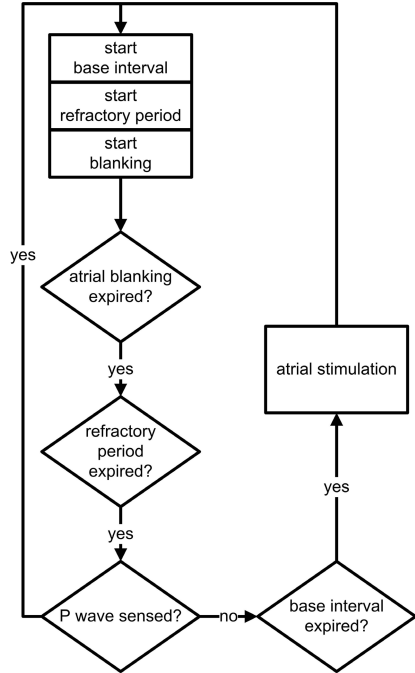 start
base interval
start
refractory period
start
blanking
yes
atrial blanking
expired?
yes
atrial stimulation
refractory
period
expired?
yes
yes
P wave sensed?
no
base interval
expired?